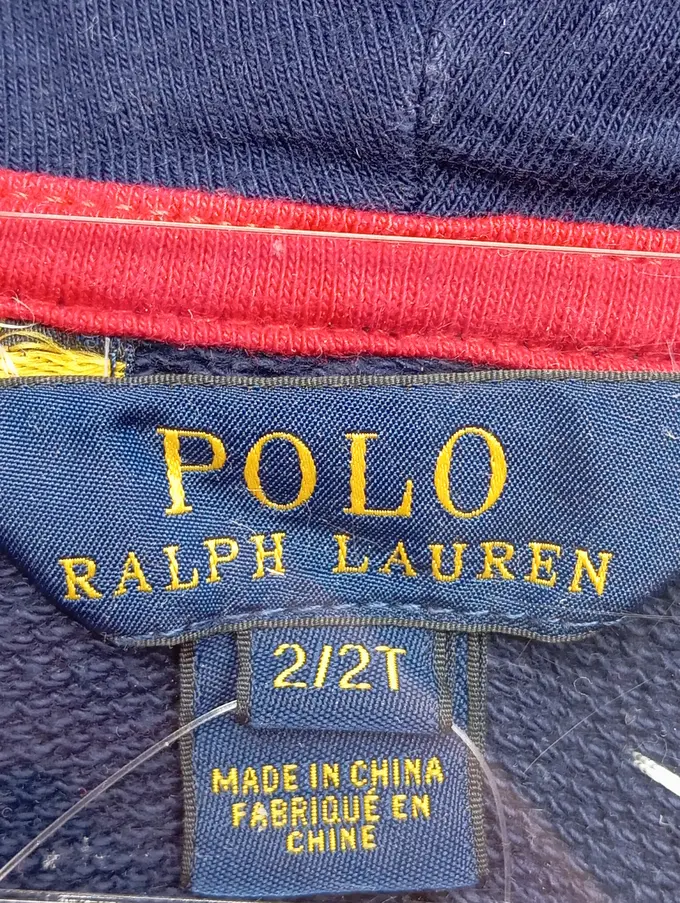 POLO
RALPH LAUREN
2/2T
MADE IN CHINA
FABRIQUÉ EN
CHINE